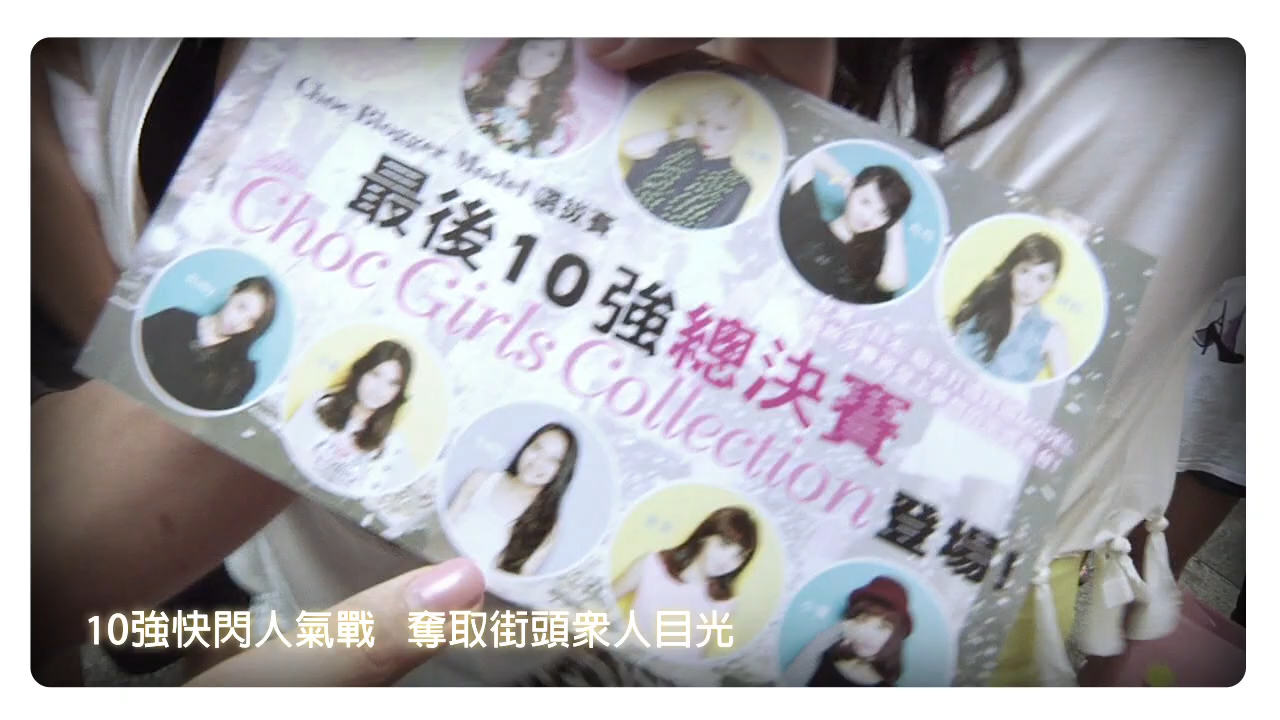 Choc Blogger Model 選拔賽
最後10強總決賽
Choc Girls Collection
登場!
10強快閃人氣戰 奪取街頭衆人目光